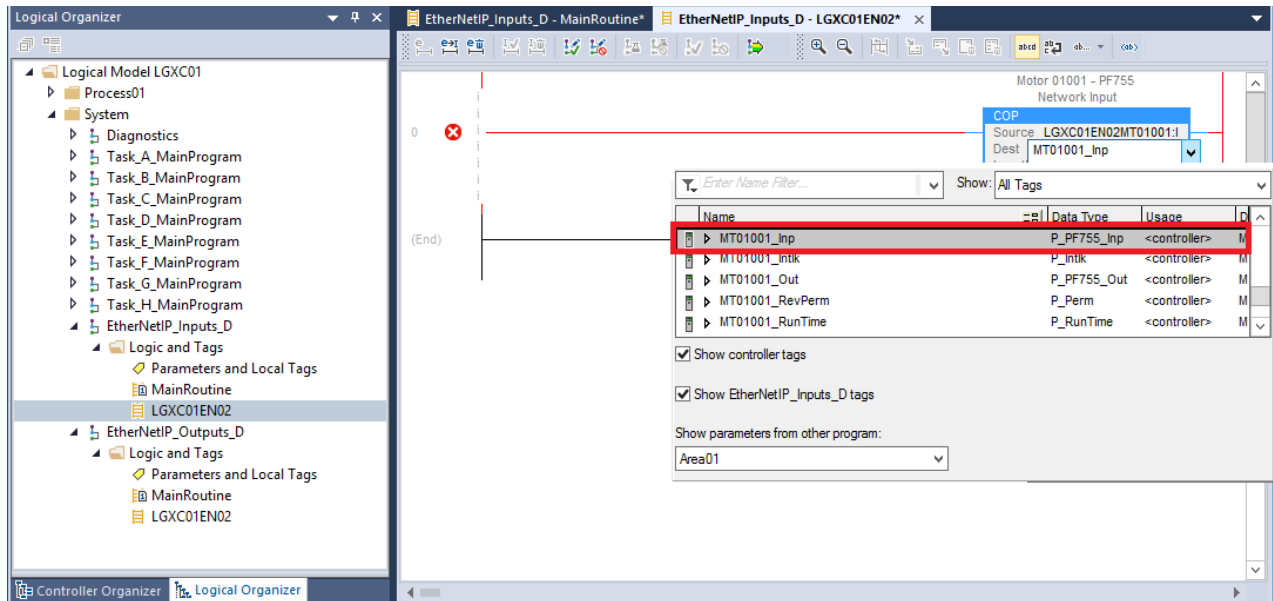 Logical Organizer
Logical Model LGXC01
Process01
System
Diagnostics
Task_A_MainProgram
Task_B_MainProgram
Task_C_MainProgram
Task_D_MainProgram
Task_E_MainProgram
Task_F_MainProgram
Task_G_MainProgram
Task_H_MainProgram
EtherNetIP_Inputs_D
Logic and Tags
Parameters and Local Tags
MainRoutine
LGXC01EN02
EtherNetIP_Outputs_D
Logic and Tags
Parameters and Local Tags
MainRoutine
LGXC01EN02
Controller Organizer Logical Organizer
EtherNetIP_Inputs_D - MainRoutine* EtherNetIP_Inputs_D - LGXC01EN02*
abcd ab ab... <ab>
Motor 01001 - PF755
Network Input
COP
Source LGXC01EN02MT01001:I
Dest MT01001_Inp
0
(End)
Enter Name Filter... Show: All Tags
Name Data Type Usage D
MT01001_Inp P_PF755_Inp <controller> M
MT01001_Intlk P_Intlk <controller> M
MT01001_Out P_PF755_Out <controller> M
MT01001_RevPerm P_Perm <controller> M
MT01001_RunTime P_RunTime <controller> M
Show controller tags
Show EtherNetIP_Inputs_D tags
Show parameters from other program:
Area01